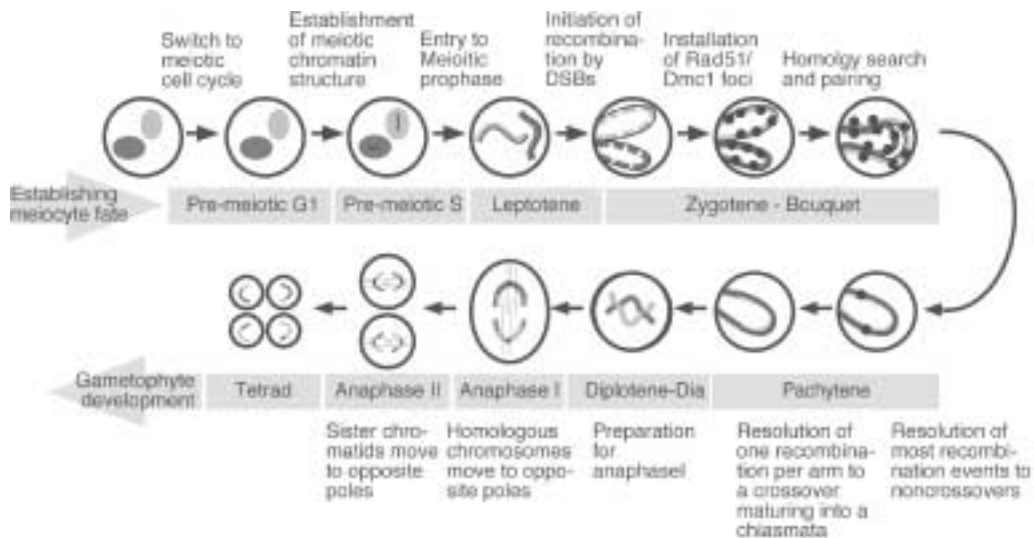 Switch to
meiotic
cell cycle
Establishment
of meiotic
chromatin
structure
Entry to
Meioitic
prophase
Initiation of
recombina-
tion by
DSBs
Installation
of Rad51/
Dmc1 foci
Homolgy search
and pairing
Establishing
meiocyte fate
Pre-meiotic G1
Pre-meiotic S
Leptotene
Zygotene - Bouquet
Gametophyte
development
Tetrad
Anaphase II
Anaphase I
Diplotene-Dia
Pachytene
Sister chro-
matids move
to opposite
poles
Homologous
chromosomes
move to oppo-
site poles
Preparation
for
anaphaseI
Resolution of
one recombina-
tion per arm to
a crossover
maturing into a
chiasmata
Resolution of
most recombi-
nation events to
noncrossovers